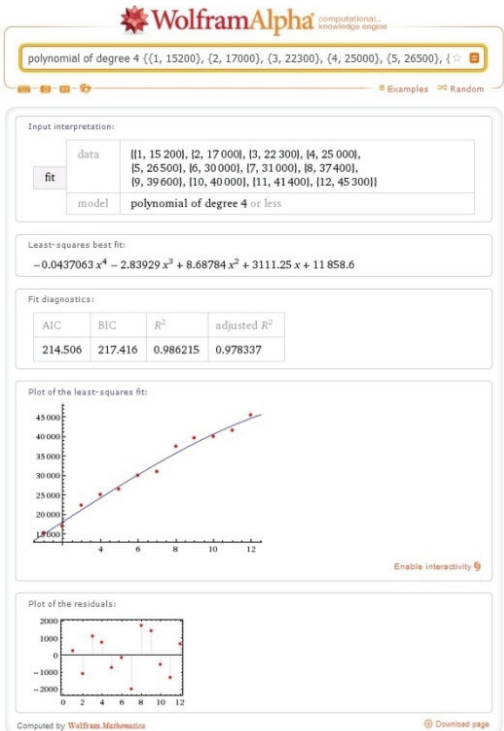 WolframAlpha computational... knowledge engine
polynomial of degree 4 {{1, 15200}, {2, 17000}, {3, 22300}, {4, 25000}, {5, 26500}, {
Examples Random
Input interpretation:
fit
data
{{1, 15 200}, {2, 17 000}, {3, 22 300}, {4, 25 000},
{5, 26 500}, {6, 30 000}, {7, 31 000}, {8, 37 400},
{9, 39 600}, {10, 40 000}, {11, 41 400}, {12, 45 300}}
model
polynomial of degree 4 or less
Least-squares best fit:
−0.0437063 x⁴ − 2.83929 x³ + 8.68784 x² + 3111.25 x + 11 858.6
Fit diagnostics:
AIC BIC R² adjusted R²
214.506 217.416 0.986215 0.978337
Plot of the least-squares fit:
45 000
40 000
35 000
30 000
25 000
20 000
15 000
4 6 8 10 12
Enable interactivity
Plot of the residuals:
2000
1000
0
−1000
−2000
0 2 4 6 8 10 12
Computed by Wolfram Mathematica
Download page